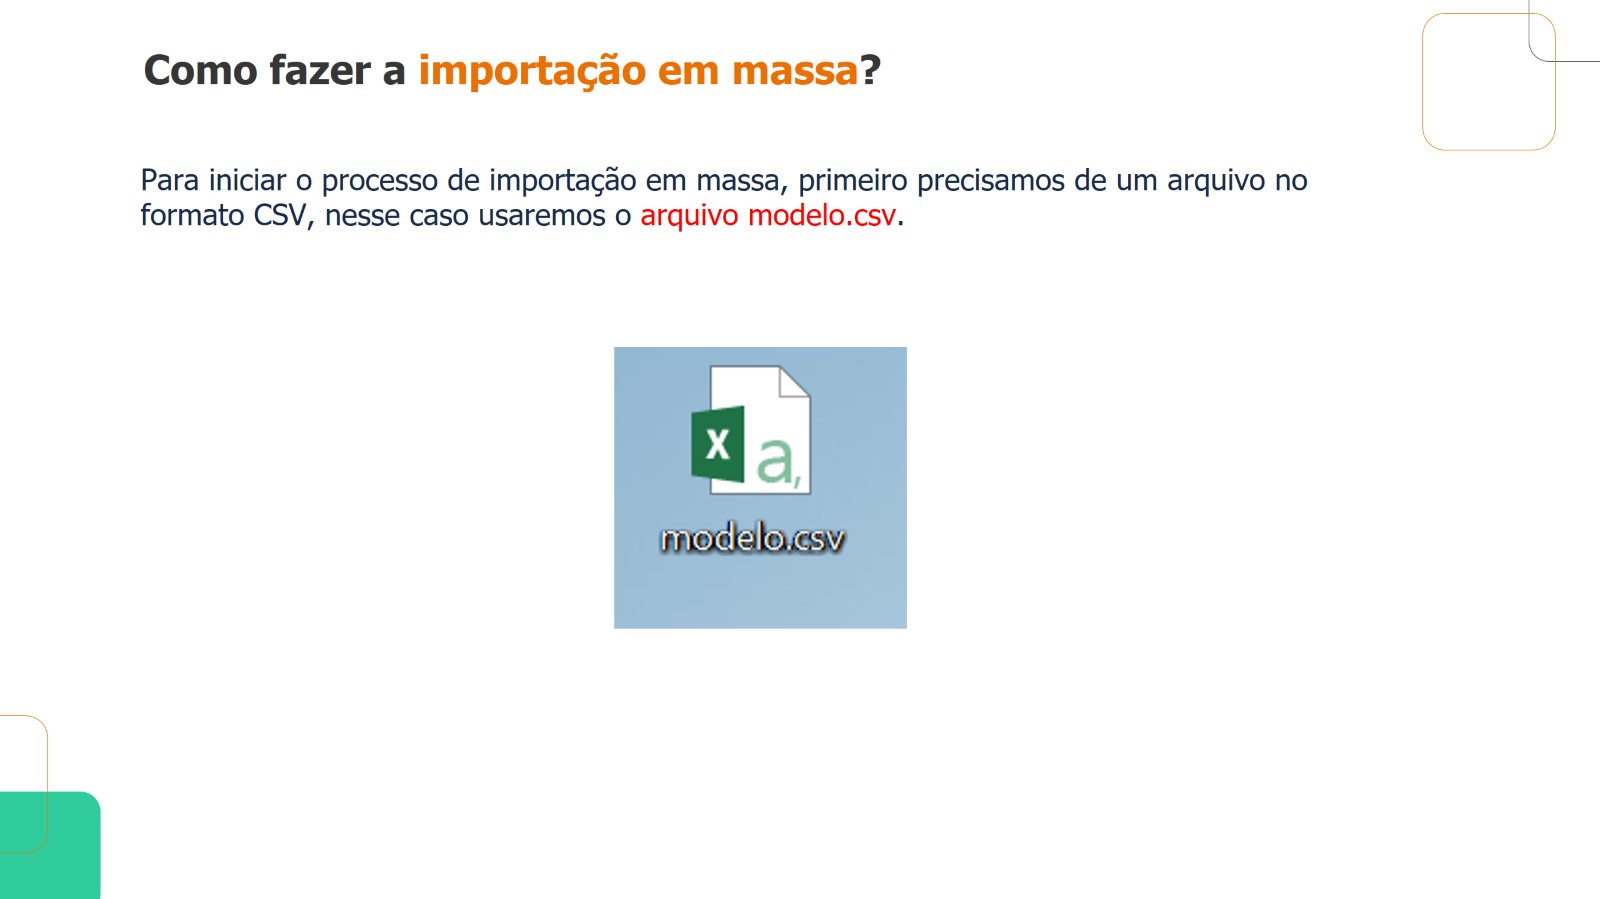 Como fazer a importação em massa?
Para iniciar o processo de importação em massa, primeiro precisamos de um arquivo no
formato CSV, nesse caso usaremos o arquivo modelo.csv.
X a,
modelo.csv